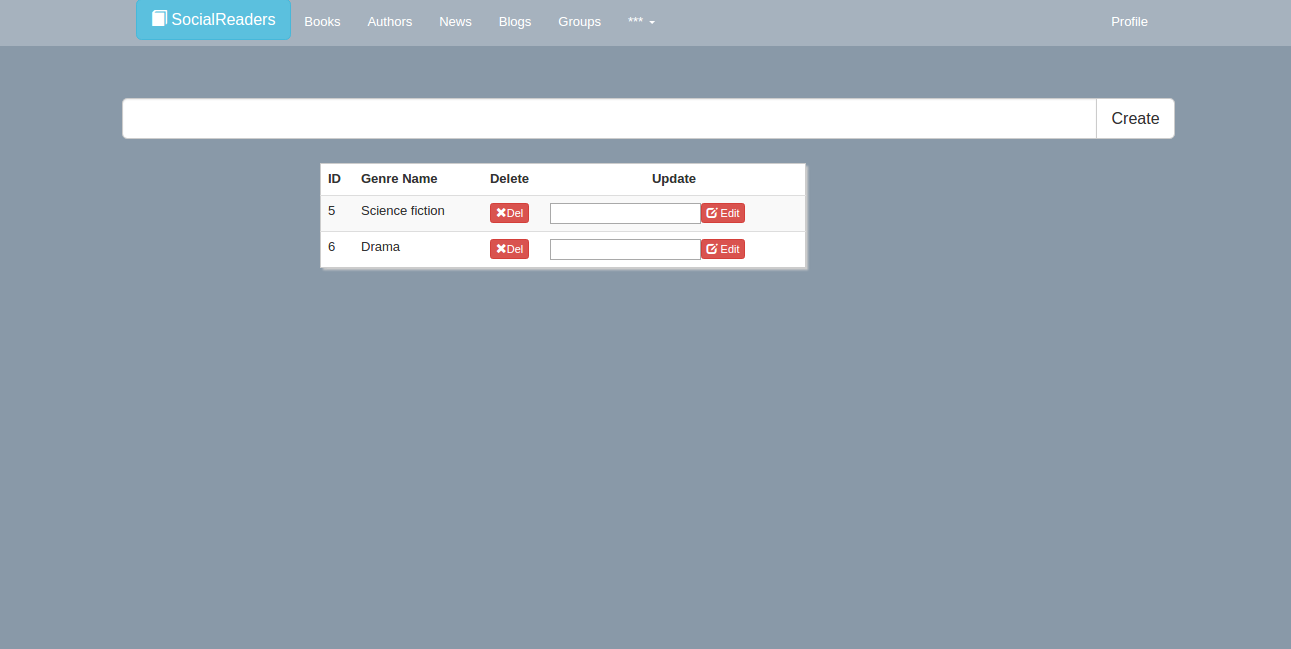 SocialReaders Books Authors News Blogs Groups *** Profile
Create
ID Genre Name Delete Update
5 Science fiction Del Edit
6 Drama Del Edit